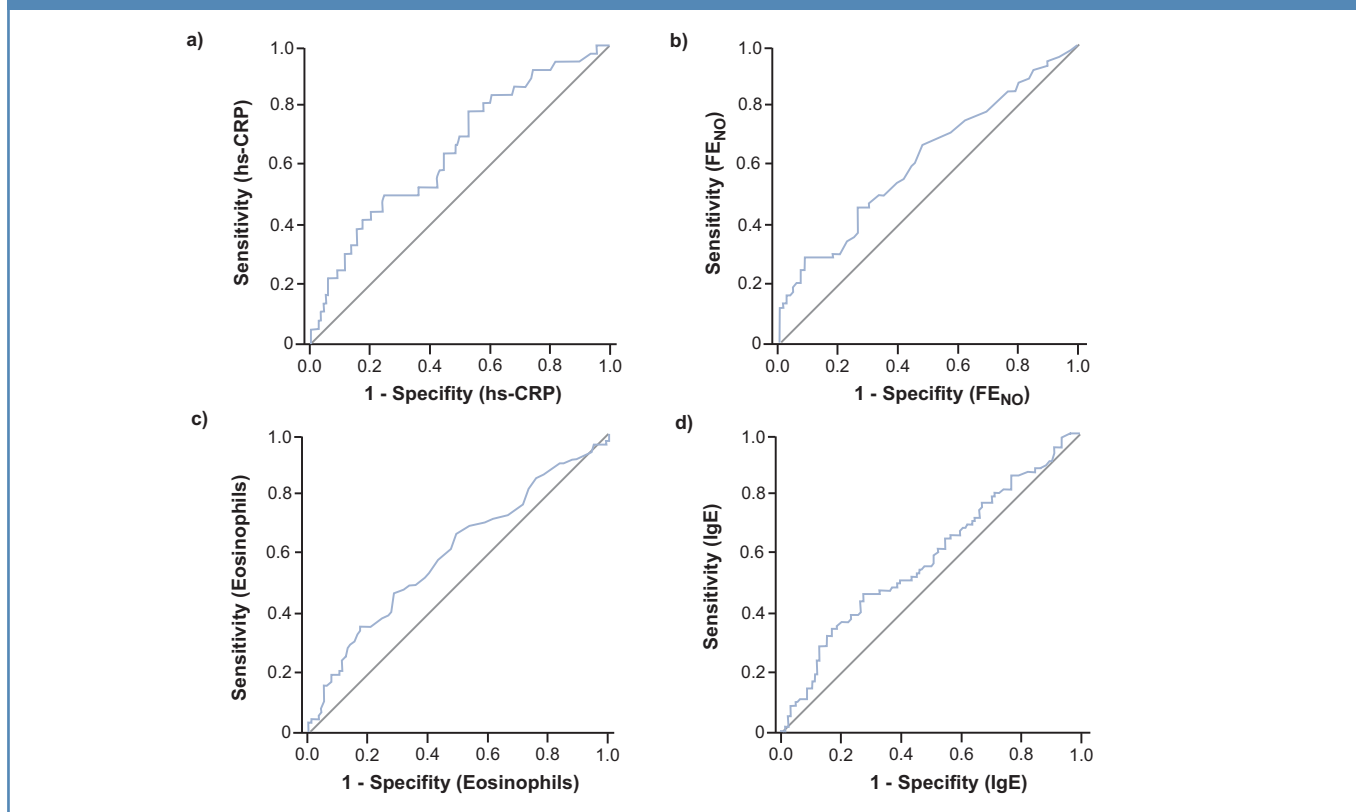 a)
1.0
0.8
0.6
0.4
0.2
0
Sensitivity (hs-CRP)
0.0 0.2 0.4 0.6 0.8 1.0
1 - Specifity (hs-CRP)
b)
1.0
0.8
0.6
0.4
0.2
0
Sensitivity (FENO)
0.0 0.2 0.4 0.6 0.8 1.0
1 - Specifity (FENO)
c)
1.0
0.8
0.6
0.4
0.2
0
Sensitivity (Eosinophils)
0.0 0.2 0.4 0.6 0.8 1.0
1 - Specifity (Eosinophils)
d)
1.0
0.8
0.6
0.4
0.2
0
Sensitivity (IgE)
0.0 0.2 0.4 0.6 0.8 1.0
1 - Specifity (IgE)